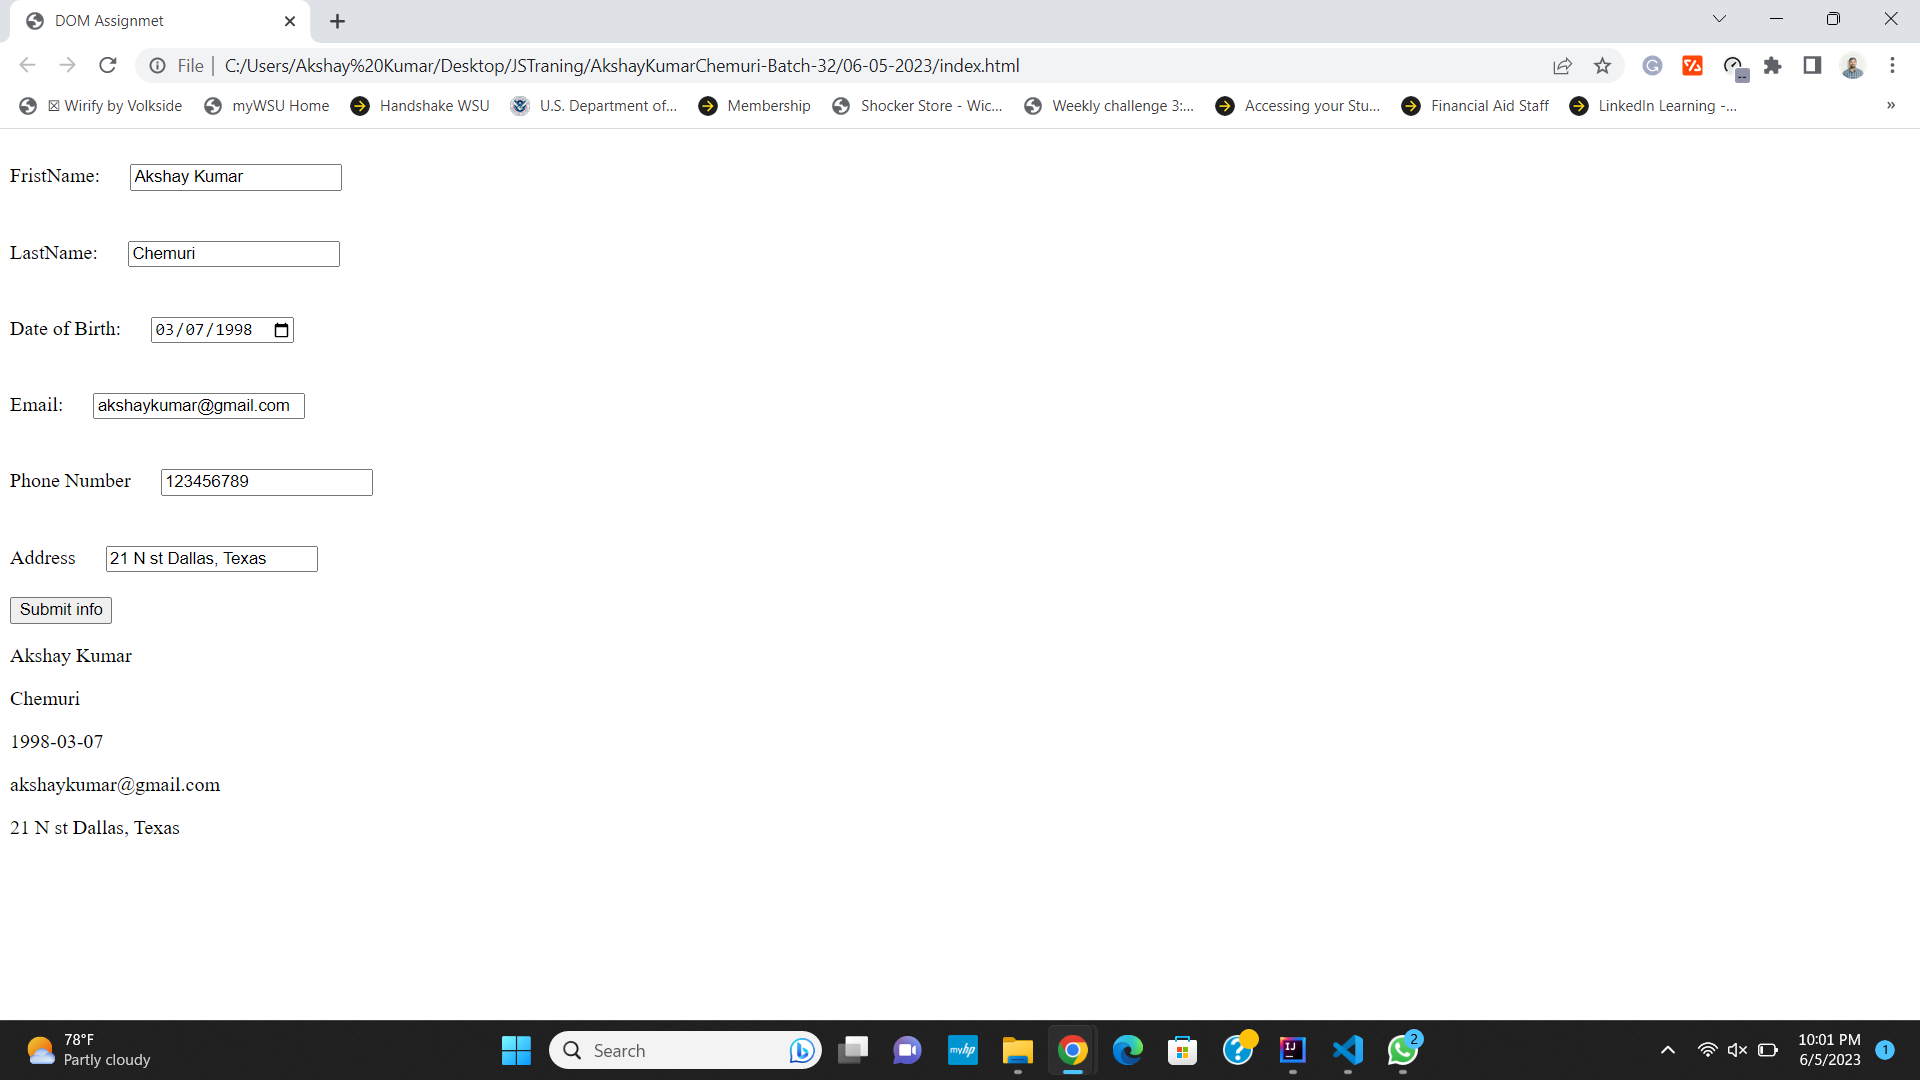 DOM Assignmet
File | C:/Users/Akshay%20Kumar/Desktop/JSTraning/AkshayKumarChemuri-Batch-32/06-05-2023/index.html
☒ Wirify by Volkside myWSU Home Handshake WSU U.S. Department of... Membership Shocker Store - Wic... Weekly challenge 3:... Accessing your Stu... Financial Aid Staff LinkedIn Learning -... »
FristName: Akshay Kumar
LastName: Chemuri
Date of Birth: 03/07/1998
Email: akshaykumar@gmail.com
Phone Number 123456789
Address 21 N st Dallas, Texas
Submit info
Akshay Kumar
Chemuri
1998-03-07
akshaykumar@gmail.com
21 N st Dallas, Texas
78°F
Partly cloudy
Search
myhp
IJ
2
10:01 PM
6/5/2023
1